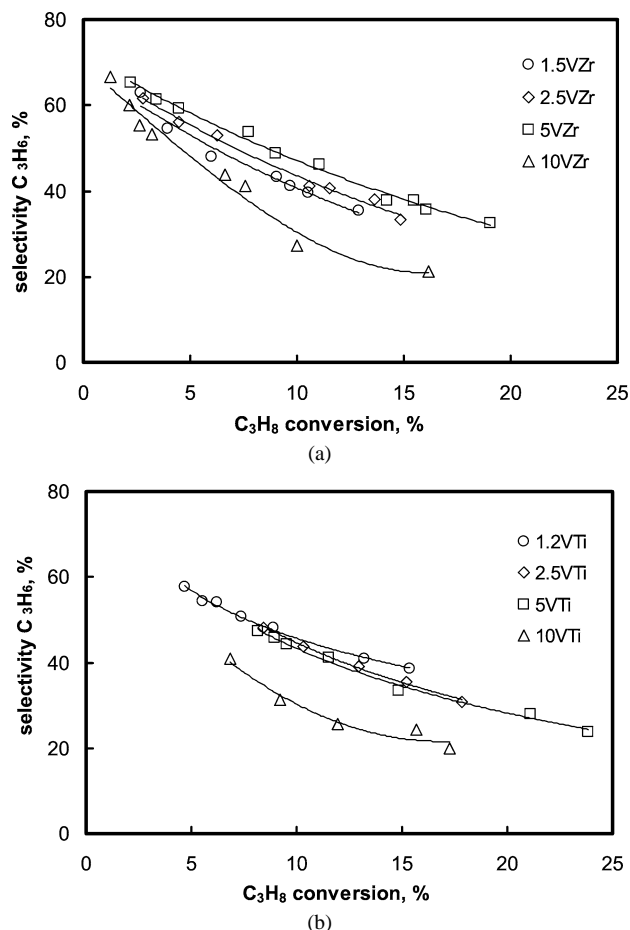 80
60
40
20
0
selectivity C 3H6, %
1.5VZr
2.5VZr
5VZr
10VZr
0 5 10 15 20 25
C3H8 conversion, %
(a)
80
60
40
20
0
selectivity C 3H6, %
1.2VTi
2.5VTi
5VTi
10VTi
0 5 10 15 20 25
C3H8 conversion, %
(b)